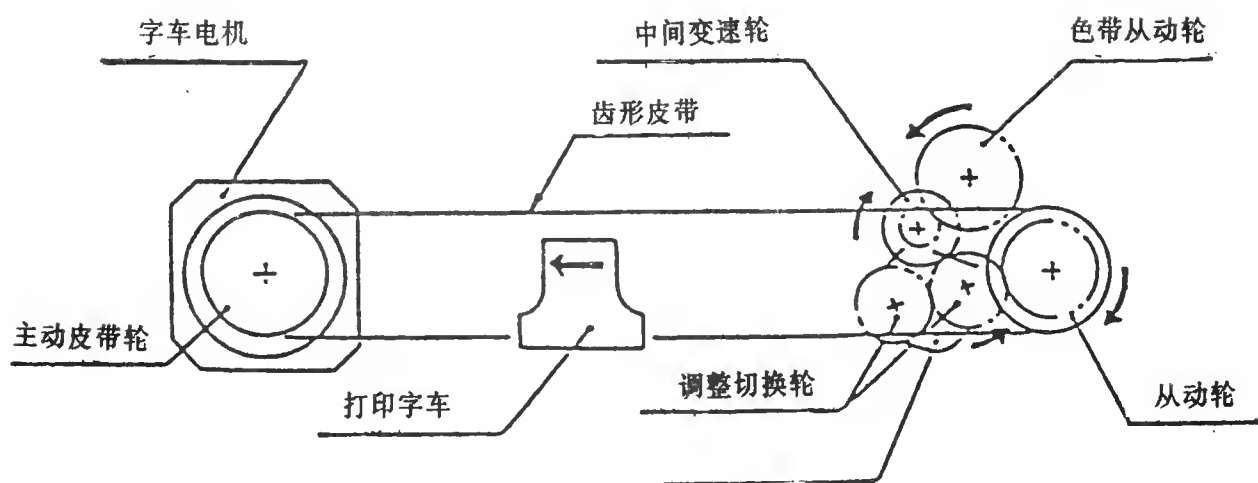 字车电机
中间变速轮
色带从动轮
齿形皮带
主动皮带轮
打印字车
调整切换轮
从动轮